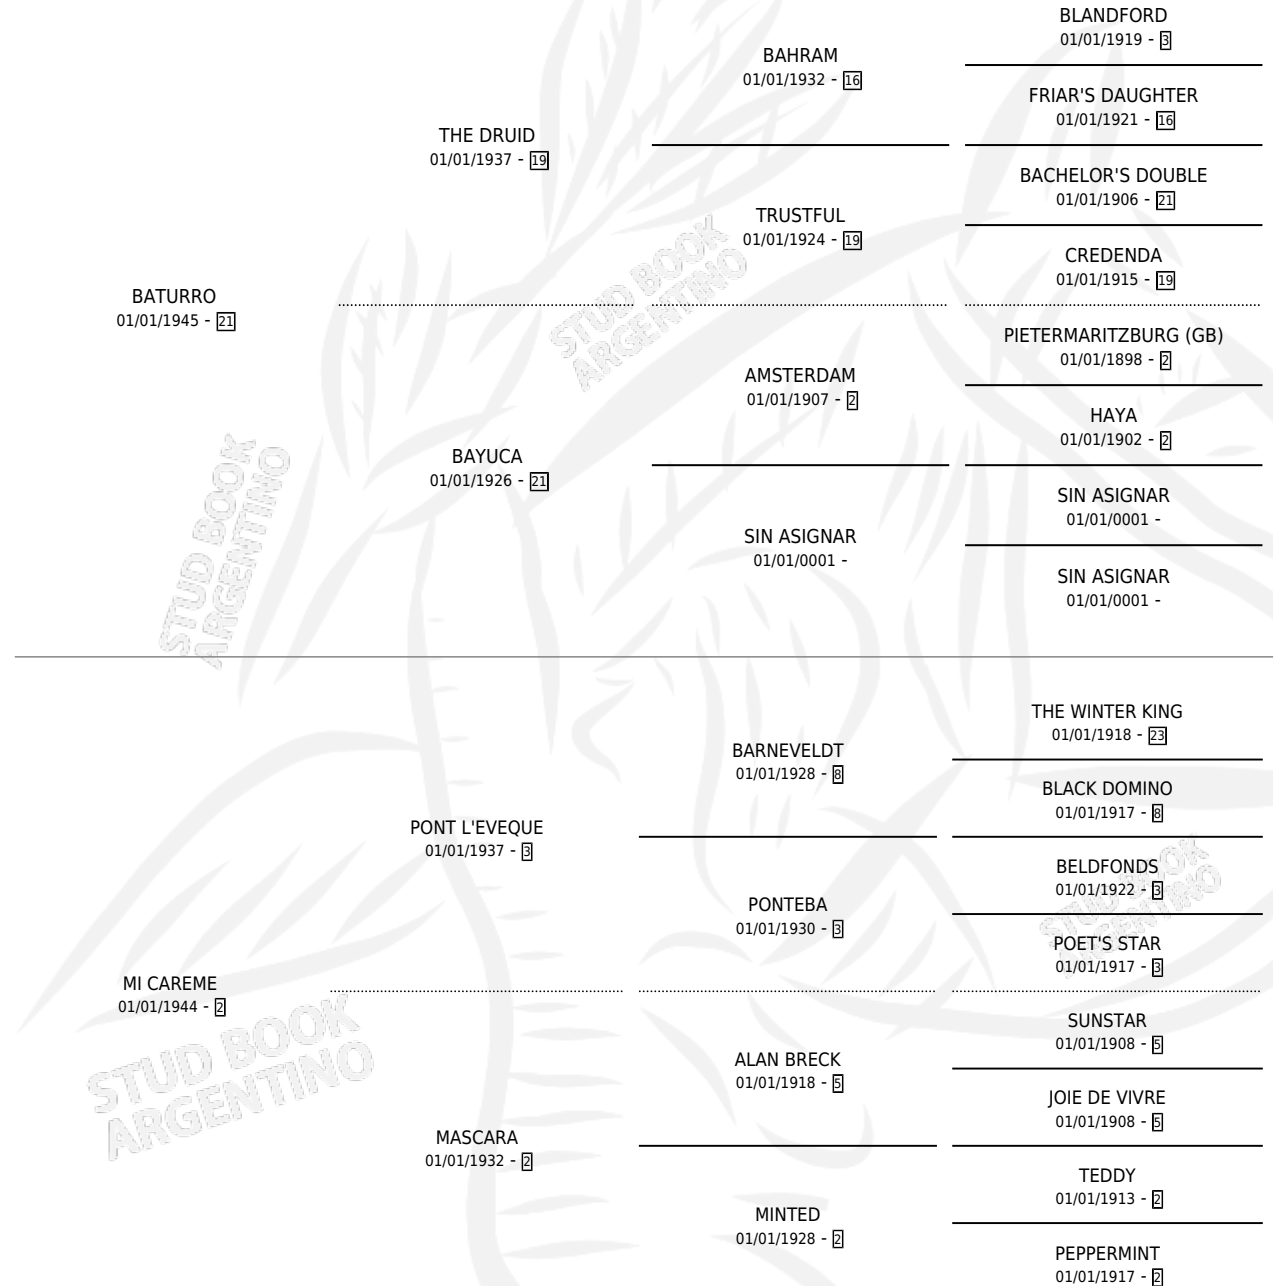 BLANDFORD
01/01/1919 - 3
BAHRAM
01/01/1932 - 16
FRIAR'S DAUGHTER
01/01/1921 - 16
THE DRUID
01/01/1937 - 19
BACHELOR'S DOUBLE
01/01/1906 - 21
TRUSTFUL
01/01/1924 - 19
CREDENDA
01/01/1915 - 19
BATURRO
01/01/1945 - 21
STUD BOOK
ARGENTINO
PIETERMARITZBURG (GB)
01/01/1898 - 2
AMSTERDAM
01/01/1907 - 2
HAYA
01/01/1902 - 2
BAYUCA
01/01/1926 - 21
SIN ASIGNAR
01/01/0001 -
SIN ASIGNAR
01/01/0001 -
SIN ASIGNAR
01/01/0001 -
STUD BOOK
ARGENTINO
THE WINTER KING
01/01/1918 - 23
BARNEVELDT
01/01/1928 - 8
BLACK DOMINO
01/01/1917 - 8
PONT L'EVEQUE
01/01/1937 - 3
BELDFONDS
01/01/1922 - 3
PONTEBA
01/01/1930 - 3
STUD BOOK
ARGENTINO
POET'S STAR
01/01/1917 - 3
MI CAREME
01/01/1944 - 2
STUD BOOK
ARGENTINO
SUNSTAR
01/01/1908 - 5
ALAN BRECK
01/01/1918 - 5
JOIE DE VIVRE
01/01/1908 - 5
MASCARA
01/01/1932 - 2
TEDDY
01/01/1913 - 2
MINTED
01/01/1928 - 2
PEPPERMINT
01/01/1917 - 2